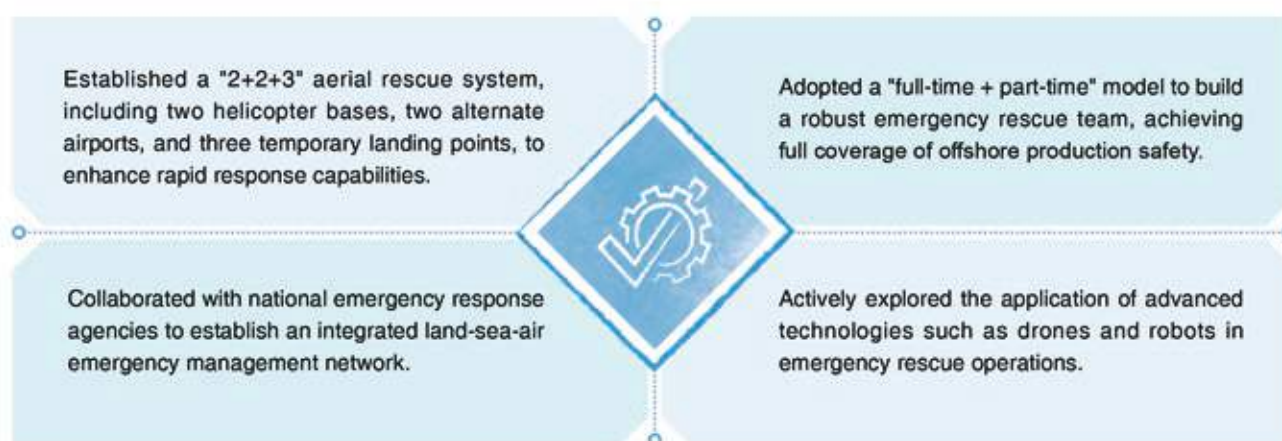 Established a "2+2+3" aerial rescue system,
including two helicopter bases, two alternate
airports, and three temporary landing points, to
enhance rapid response capabilities.
Adopted a "full-time + part-time" model to build
a robust emergency rescue team, achieving
full coverage of offshore production safety.
Collaborated with national emergency response
agencies to establish an integrated land-sea-air
emergency management network.
Actively explored the application of advanced
technologies such as drones and robots in
emergency rescue operations.